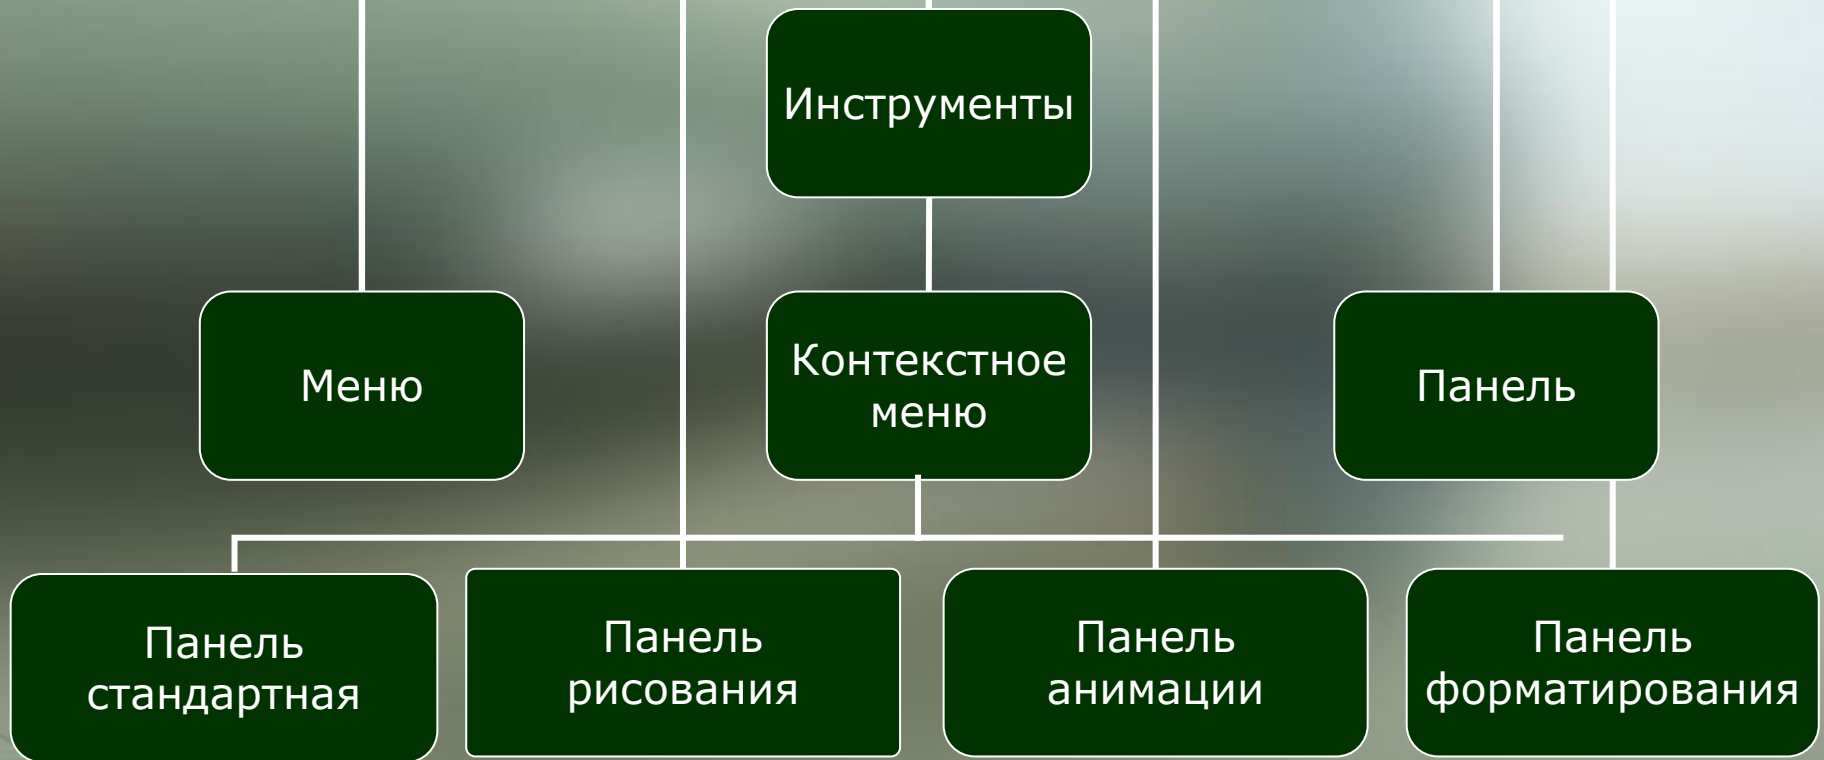 Инструменты
Меню
Контекстное
меню
Панель
Панель
стандартная
Панель
рисования
Панель
анимации
Панель
форматирования